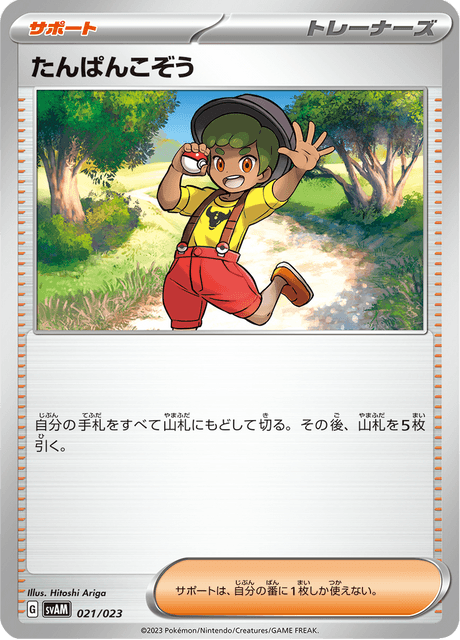 サポート
トレーナーズ
たんぱんこぞう
自分の手札をすべて山札にもどして切る。その後、山札を5枚
引く。
Illus. Hitoshi Ariga
サポートは、自分の番に1枚しか使えない。
G svAM 021/023
©2023 Pokémon/Nintendo/Creatures/GAME FREAK.